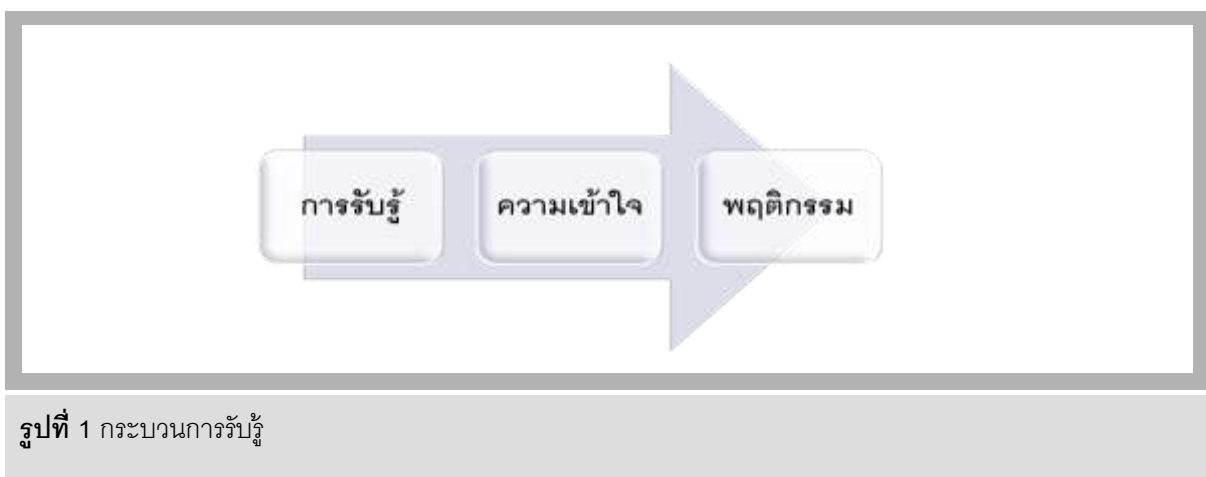 การรับรู้ ความเข้าใจ พฤติกรรม
รูปที่ 1 กระบวนการรับรู้